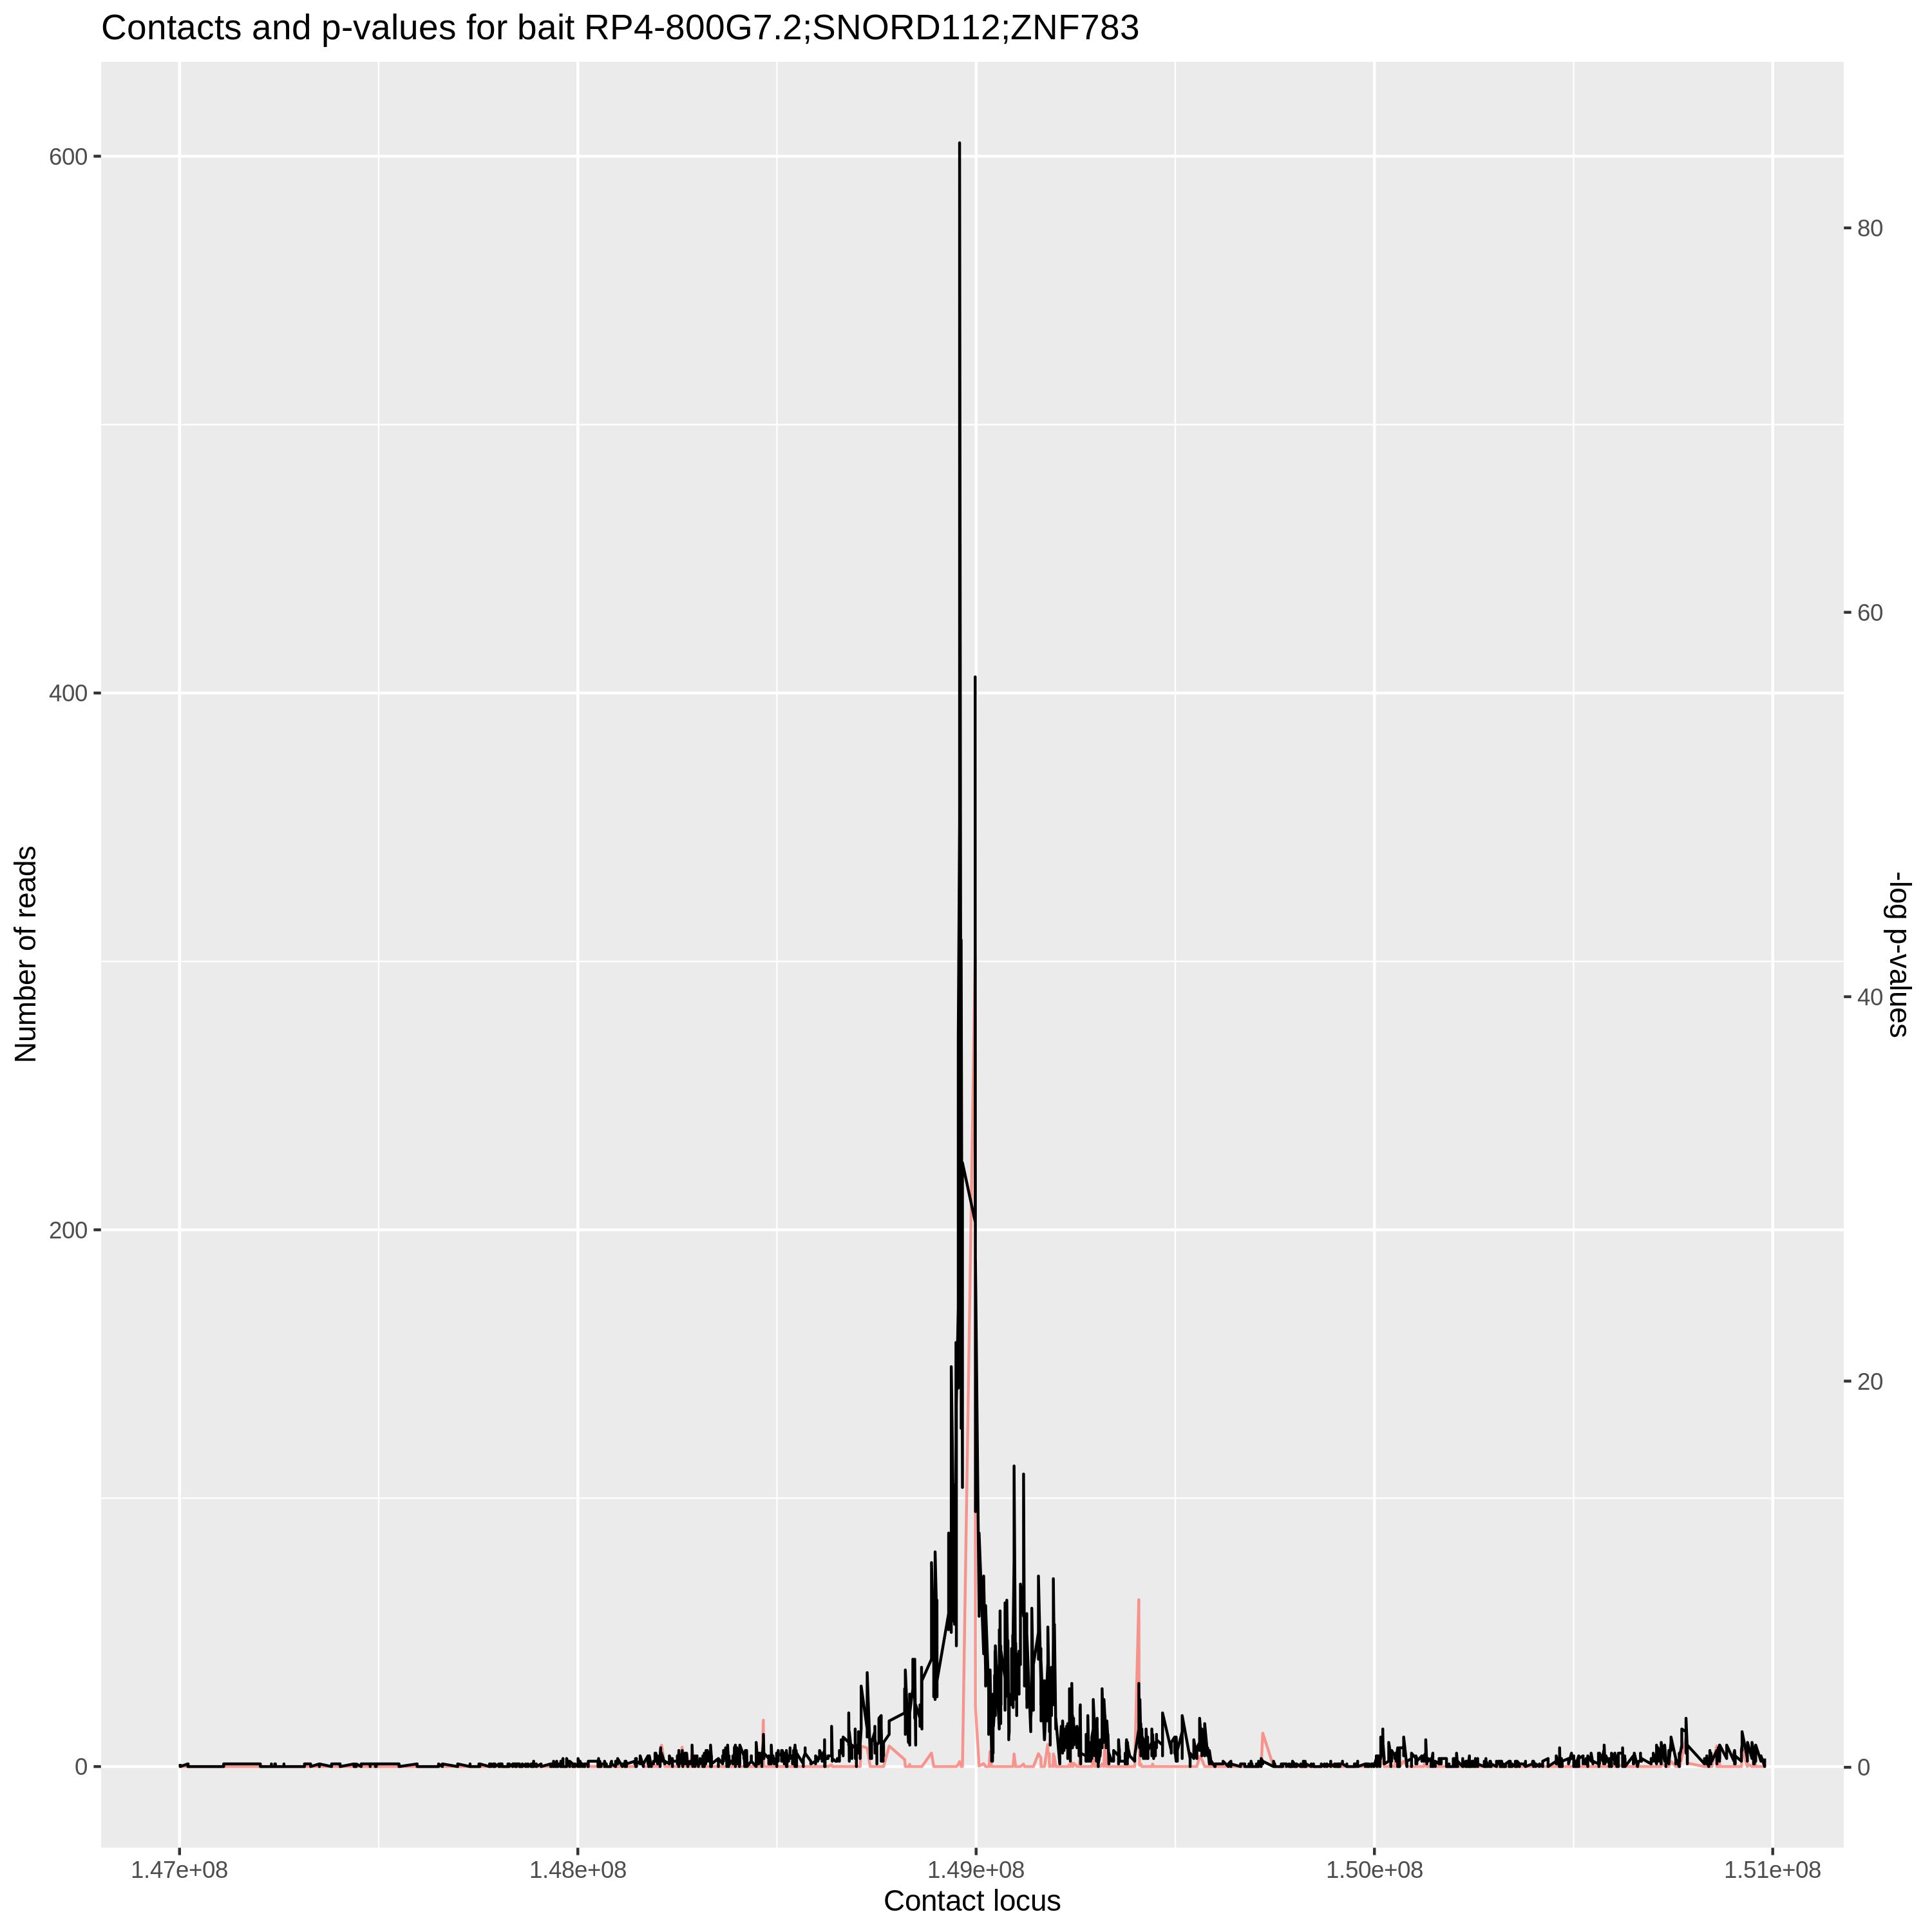 Contacts and p-values for bait RP4-800G7.2;SNORD112;ZNF783
600
400
200
0
Number of reads
80
60
40
20
0
-log p-values
1.47e+08
1.48e+08
1.49e+08
1.50e+08
1.51e+08
Contact locus